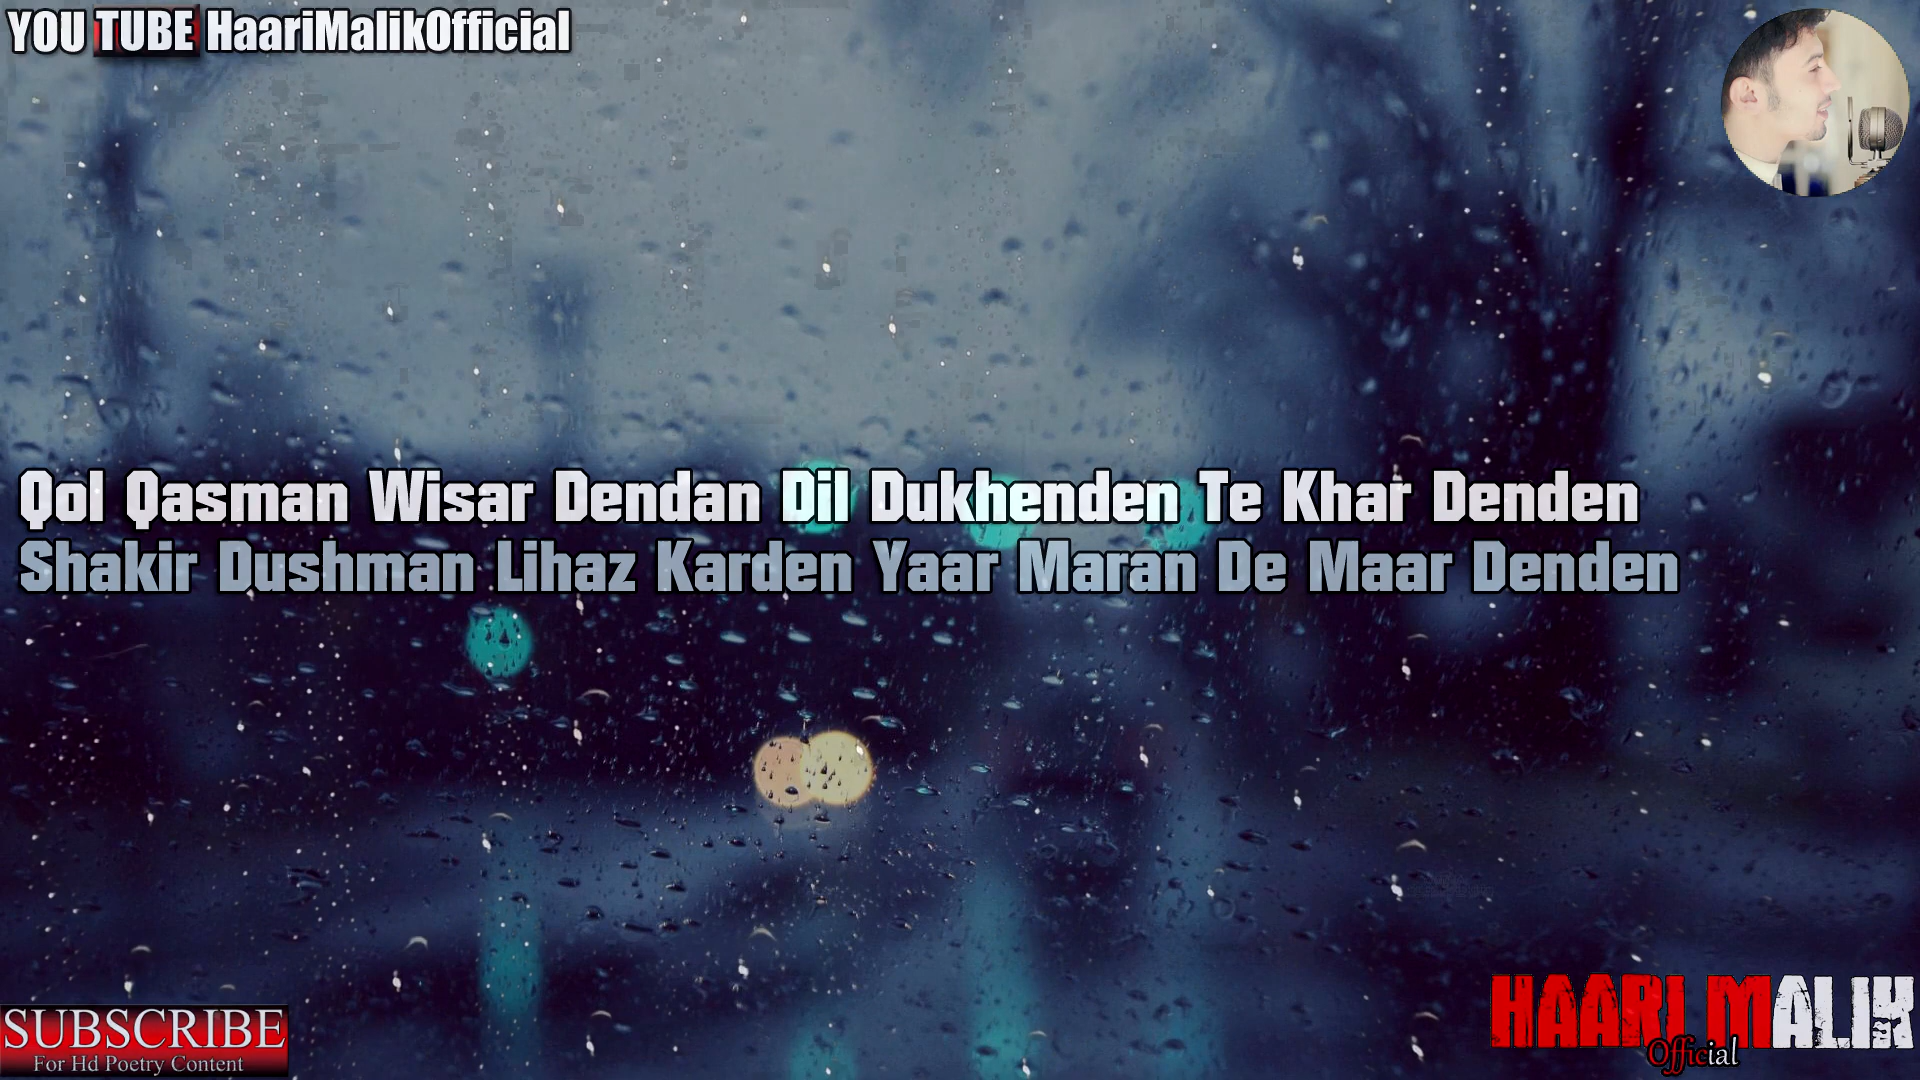 YOU TUBE HaariMalikOfficial
Qol Qasman Wisar Dendan Dil Dukhenden Te Khar Denden
Shakir Dushman Lihaz Karden Yaar Maran De Maar Denden
SUBSCRIBE
For Hd Poetry Content
HAARI MALIK
Official